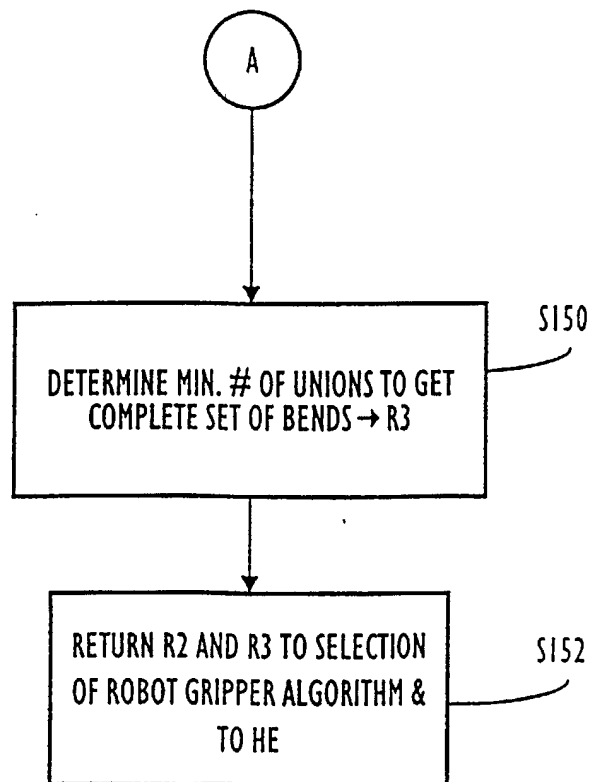 A
S150
DETERMINE MIN. # OF UNIONS TO GET
COMPLETE SET OF BENDS → R3
RETURN R2 AND R3 TO SELECTION
OF ROBOT GRIPPER ALGORITHM &
TO HE
S152